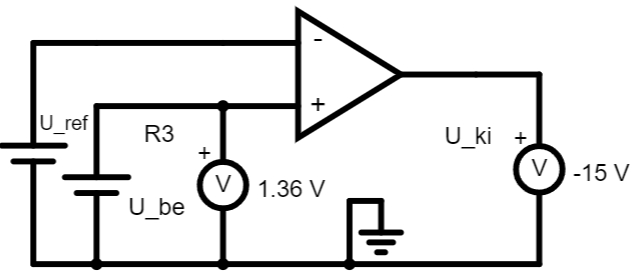 -
U_ref
+
R3
U_ki
+
+
V
1.36 V
V
-15 V
U_be